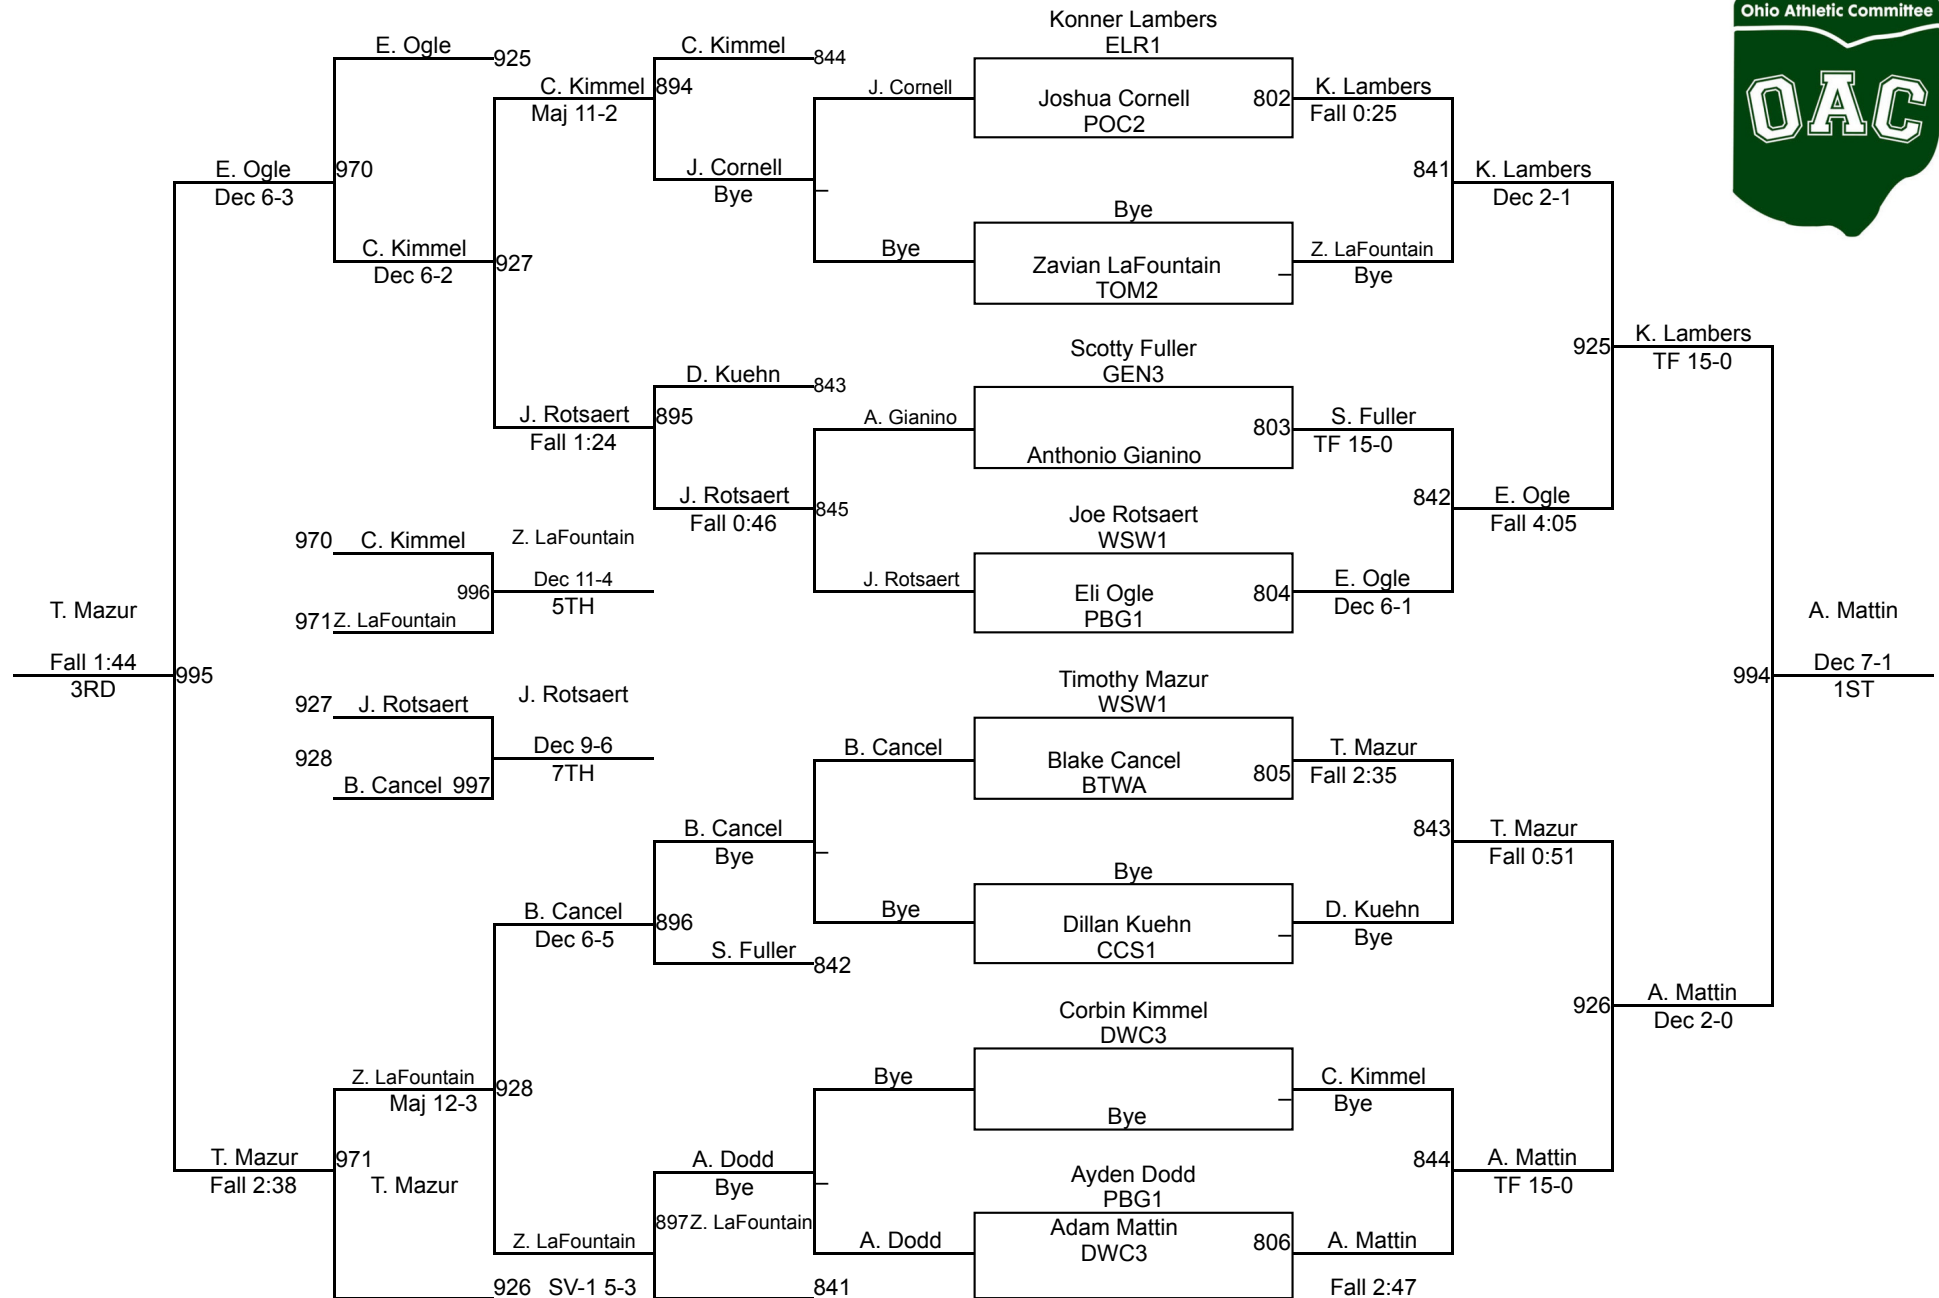 Ohio Athletic Committee
OAC
Konner Lambers
ELR1
E. Ogle
925
C. Kimmel
844
C. Kimmel
894
Maj 11-2
J. Cornell
Joshua Cornell
POC2
802
K. Lambers
Fall 0:25
E. Ogle
970
Dec 6-3
J. Cornell
Bye
841
K. Lambers
Dec 2-1
Bye
C. Kimmel
927
Dec 6-2
Bye
Zavian LaFountain
TOM2
Z. LaFountain
Bye
Scotty Fuller
GEN3
925
K. Lambers
TF 15-0
D. Kuehn
843
J. Rotsaert
895
Fall 1:24
A. Gianino
Anthonio Gianino
803
S. Fuller
TF 15-0
J. Rotsaert
845
Fall 0:46
Joe Rotsaert
WSW1
842
E. Ogle
Fall 4:05
970
C. Kimmel
Z. LaFountain
996
Dec 11-4
5TH
971
Z. LaFountain
J. Rotsaert
Eli Ogle
PBG1
804
E. Ogle
Dec 6-1
T. Mazur
Fall 1:44
3RD
995
A. Mattin
994
Dec 7-1
1ST
927
J. Rotsaert
J. Rotsaert
928
Dec 9-6
7TH
B. Cancel
997
Timothy Mazur
WSW1
B. Cancel
Blake Cancel
BTWA
805
T. Mazur
Fall 2:35
B. Cancel
Bye
843
T. Mazur
Fall 0:51
Bye
B. Cancel
896
Dec 6-5
Bye
Dillan Kuehn
CCS1
D. Kuehn
Bye
S. Fuller
842
Corbin Kimmel
DWC3
926
A. Mattin
Dec 2-0
Z. LaFountain
928
Maj 12-3
Bye
Bye
C. Kimmel
Bye
T. Mazur
971
Fall 2:38
T. Mazur
A. Dodd
Bye
Ayden Dodd
PBG1
844
A. Mattin
TF 15-0
897
Z. LaFountain
Z. LaFountain
A. Dodd
Adam Mattin
DWC3
806
A. Mattin
926
SV-1 5-3
841
Fall 2:47